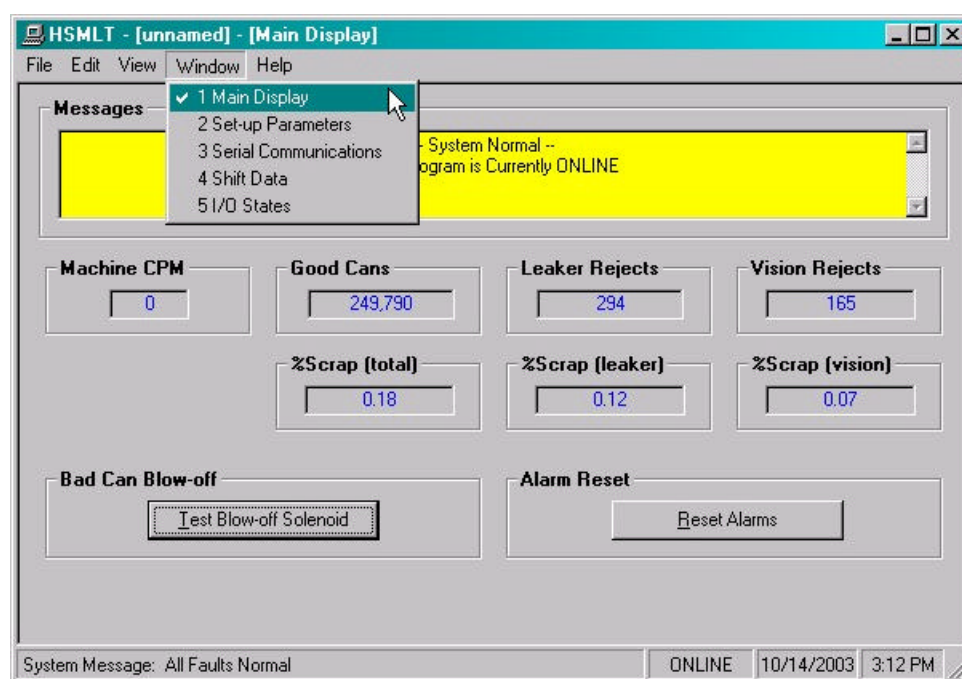 HSMLT - [unnamed] - [Main Display]
File Edit View Window Help
1 Main Display
2 Set-up Parameters
3 Serial Communications
4 Shift Data
5 I/O States
Messages
System Normal --
ogram is Currently ONLINE
Machine CPM
0
Good Cans
249,790
Leaker Rejects
294
Vision Rejects
165
%Scrap (total)
0.18
%Scrap (leaker)
0.12
%Scrap (vision)
0.07
Bad Can Blow-off
Test Blow-off Solenoid
Alarm Reset
Reset Alarms
System Message: All Faults Normal
ONLINE
10/14/2003
3:12 PM